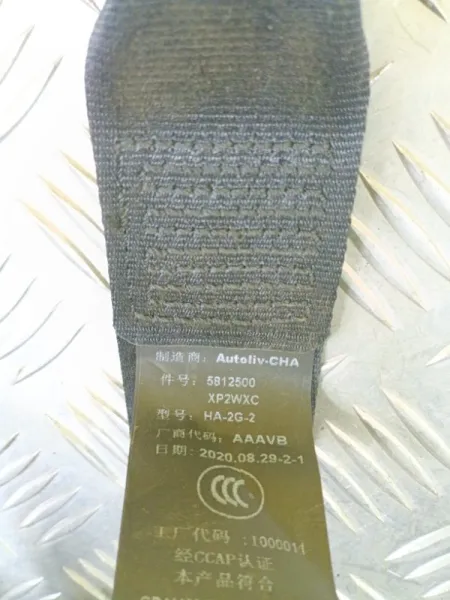 制造商: Autoliv-CHA
件号: 5812500
XP2WXC
型号: HA-2G-2
厂商代码: AAAVB
日期: 2020.08.29-2-1
CCC
工厂代码 :1000011
经CCAP认证
本产品符合